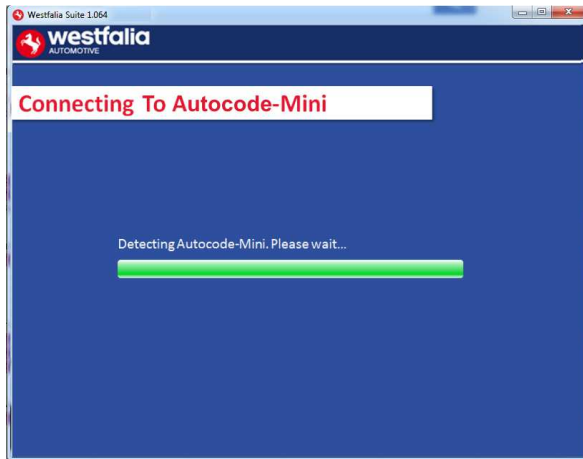 Westfalia Suite 1.064
westfalia
AUTOMOTIVE
Connecting To Autocode-Mini
Detecting Autocode-Mini. Please wait...